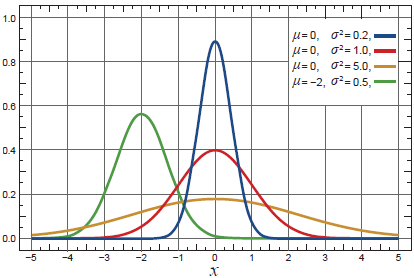 1.0
μ= 0, σ²= 0.2,
μ= 0, σ²= 1.0,
0.8
μ= 0, σ²= 5.0,
μ= −2, σ²= 0.5,
0.6
0.4
0.2
0.0
−5 −4 −3 −2 −1 0 1 2 3 4 5
x